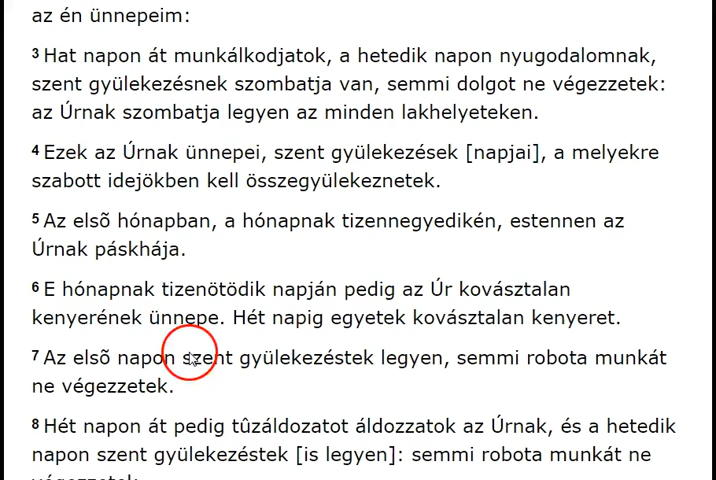 az én ünnepeim:
3 Hat napon át munkálkodjatok, a hetedik napon nyugodalomnak,
szent gyülekezésnek szombatja van, semmi dolgot ne végezzetek:
az Úrnak szombatja legyen az minden lakhelyeteken.
4 Ezek az Úrnak ünnepei, szent gyülekezések [napjai], a melyekre
szabott idejökben kell összegyülekeznetek.
5 Az elsõ hónapban, a hónapnak tizennegyedikén, estennen az
Úrnak páskhája.
6 E hónapnak tizenötödik napján pedig az Úr kovásztalan
kenyerének ünnepe. Hét napig egyetek kovásztalan kenyeret.
7 Az elsõ napon szent gyülekezéstek legyen, semmi robota munkát
ne végezzetek.
8 Hét napon át pedig tûzáldozatot áldozzatok az Úrnak, és a hetedik
napon szent gyülekezéstek [is legyen]: semmi robota munkát ne
végezzetek